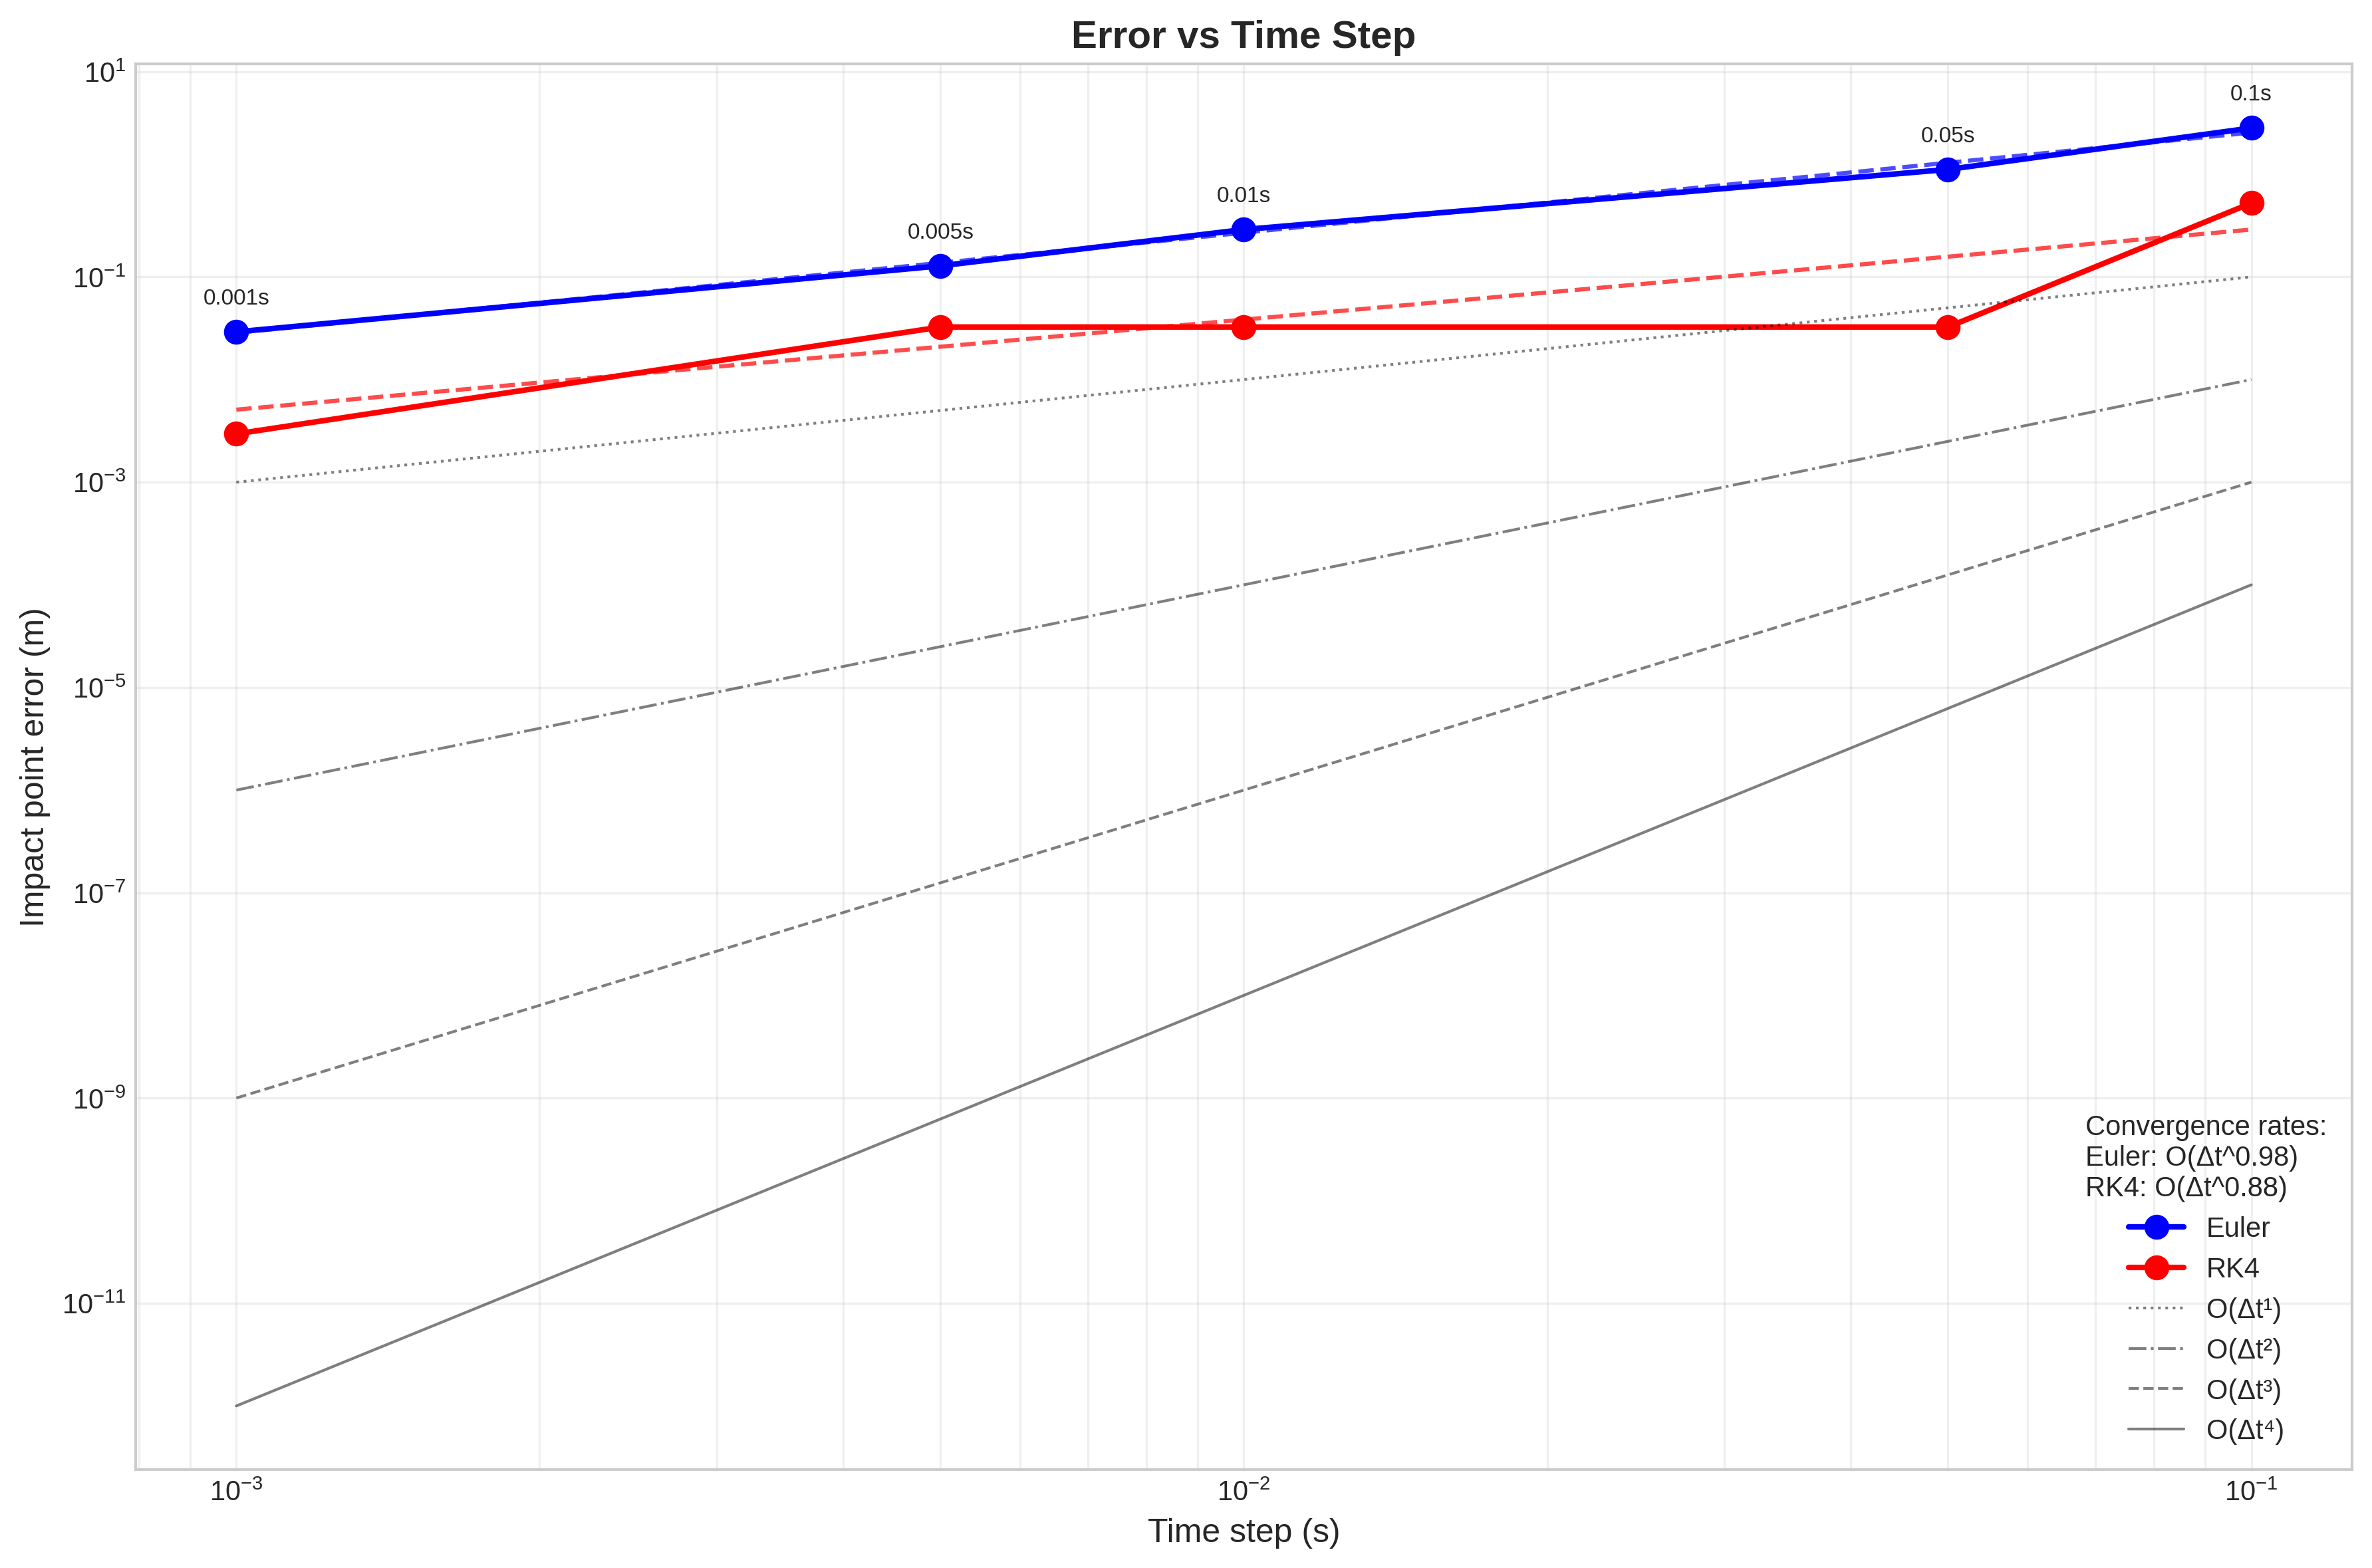 Error vs Time Step
10¹
10⁻¹
10⁻³
10⁻⁵
10⁻⁷
10⁻⁹
10⁻¹¹
Impact point error (m)
0.001s
0.005s
0.01s
0.05s
0.1s
Convergence rates:
Euler: O(Δt^0.98)
RK4: O(Δt^0.88)
Euler
RK4
O(Δt¹)
O(Δt²)
O(Δt³)
O(Δt⁴)
10⁻³
10⁻²
10⁻¹
Time step (s)